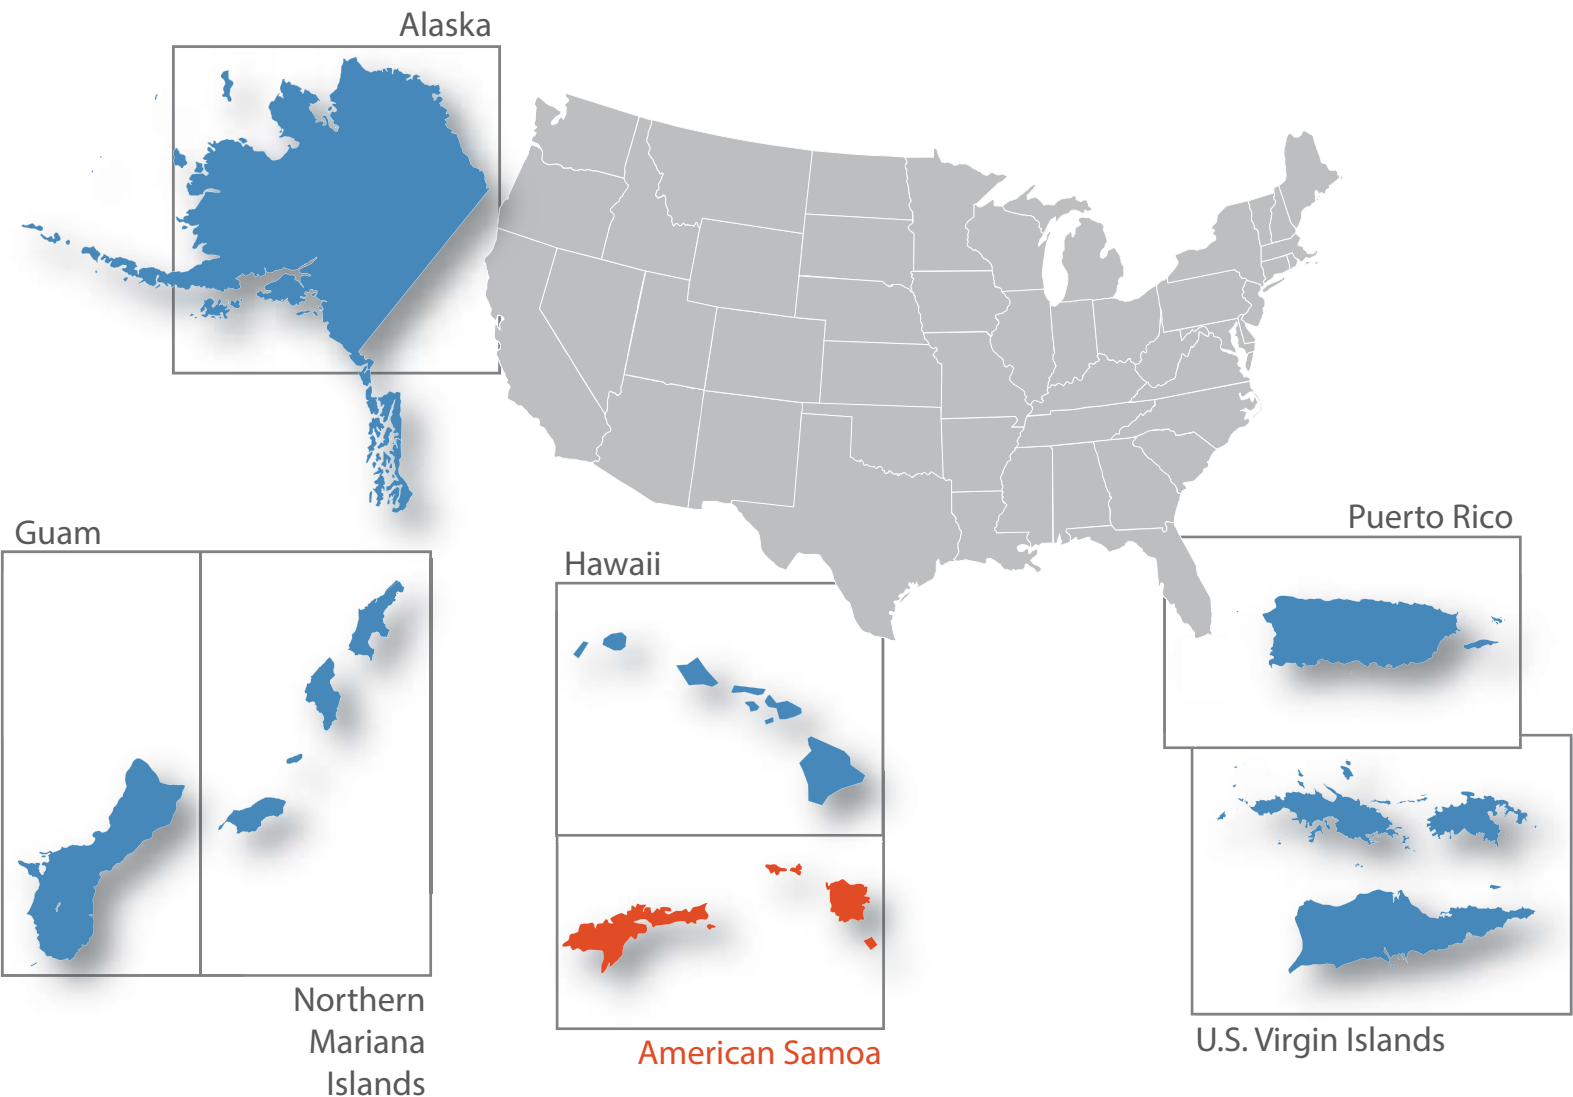 Alaska
Puerto Rico
Guam
Hawaii
Northern
Mariana
Islands
American Samoa
U.S. Virgin Islands